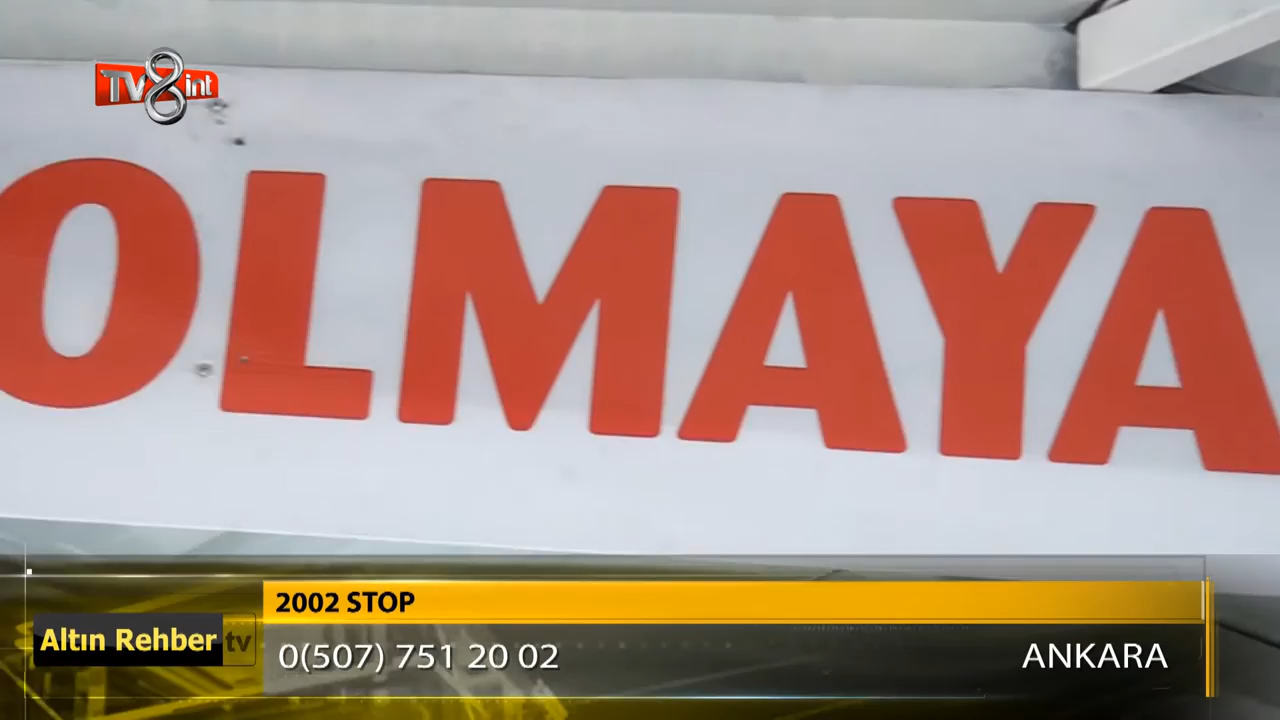 TV8int
OLMAYA
2002 STOP
Altın Rehber tv
0(507) 751 20 02
ANKARA